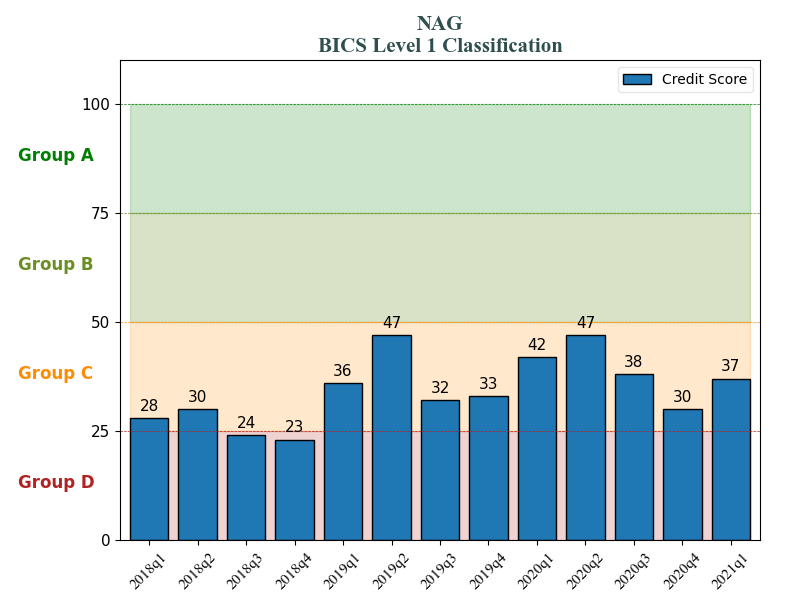 NAG
BICS Level 1 Classification
Credit Score
100
Group A
75
Group B
50
47
47
42
38
37
36
Group C
33
32
30
30
28
25
24
23
Group D
0
2018q1
2018q2
2018q3
2018q4
2019q1
2019q2
2019q3
2019q4
2020q1
2020q2
2020q3
2020q4
2021q1